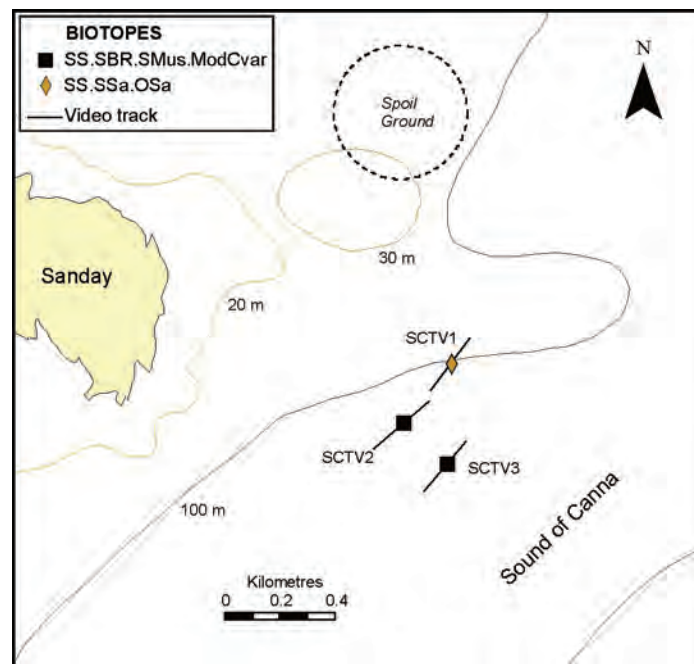 BIOTOPES
SS.SBR.SMus.ModCvar
SS.SSa.OSa
Video track
Spoil
Ground
N
Sanday
30 m
20 m
SCTV1
SCTV2
SCTV3
100 m
Sound of Canna
Kilometres
0 0.2 0.4